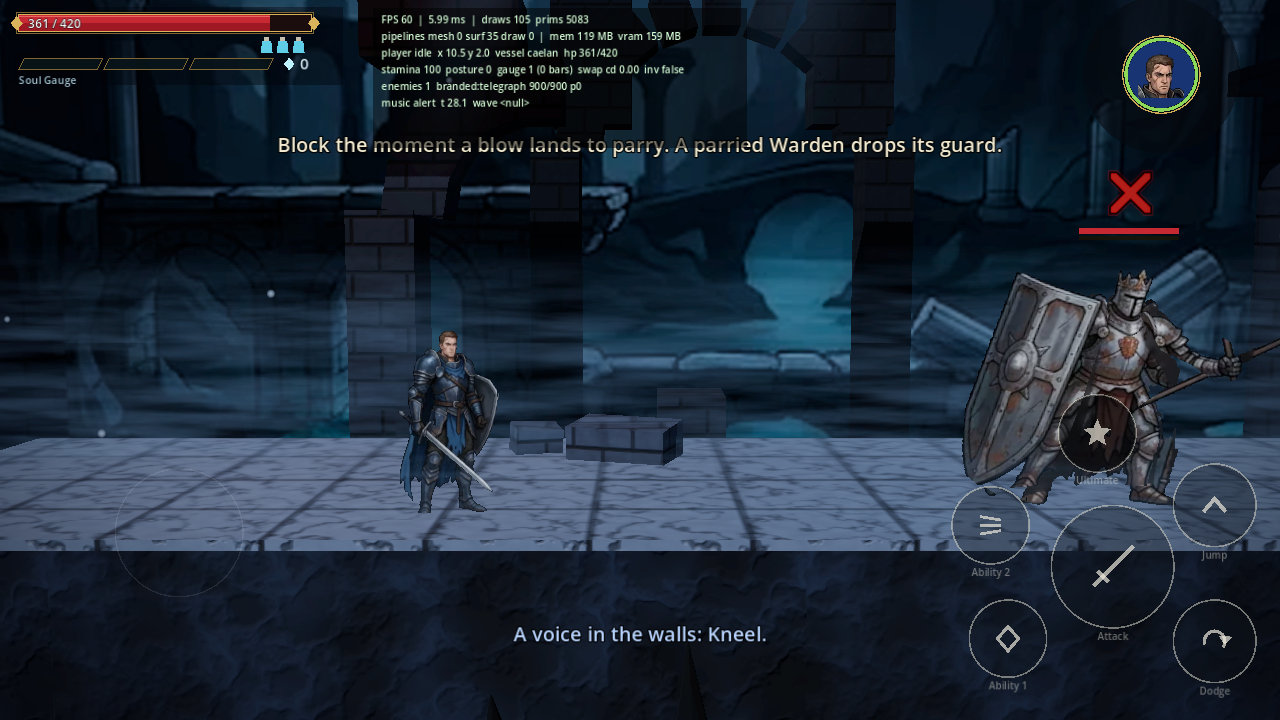 361 / 420
0
Soul Gauge
FPS 60 | 5.99 ms | draws 105 prims 5083
pipelines mesh 0 surf 35 draw 0 | mem 119 MB vram 159 MB
player idle x 10.5 y 2.0 vessel caelan hp 361/420
stamina 100 posture 0 gauge 1 (0 bars) swap cd 0.00 inv false
enemies 1 branded:telegraph 900/900 p0
music alert t 28.1 wave <null>
Block the moment a blow lands to parry. A parried Warden drops its guard.
Ultimate
Jump
Ability 2
Attack
A voice in the walls: Kneel.
Ability 1
Dodge